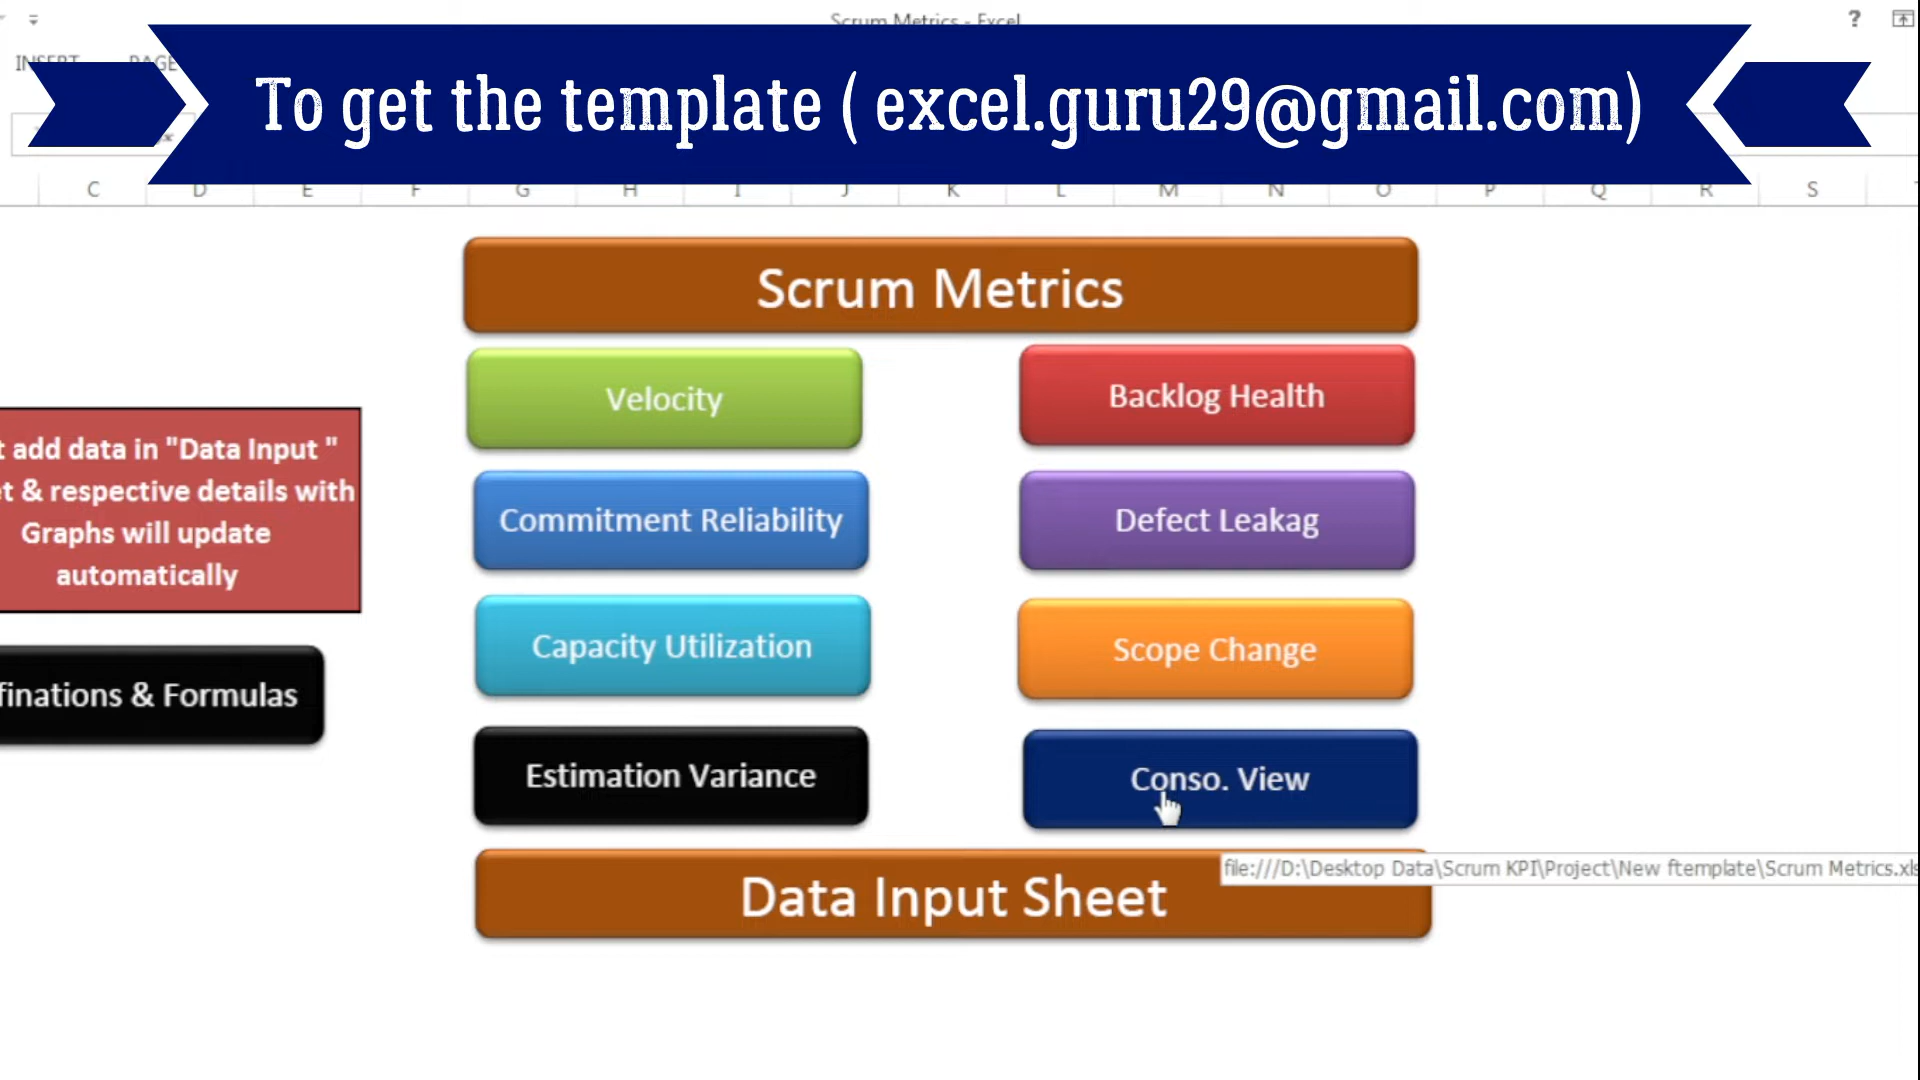 Scrum Metrics - Excel
?
INSERT
To get the template ( excel.guru29@gmail.com)
C D E F G H I J K L M N O P Q R S
Scrum Metrics
Velocity
Backlog Health
t add data in "Data Input "
t & respective details with
Graphs will update
automatically
Commitment Reliability
Defect Leakag
Capacity Utilization
Scope Change
finations & Formulas
Estimation Variance
Conso. View
file:///D:\Desktop Data\Scrum KPI\Project\New ftemplate\Scrum Metrics.xls
Data Input Sheet